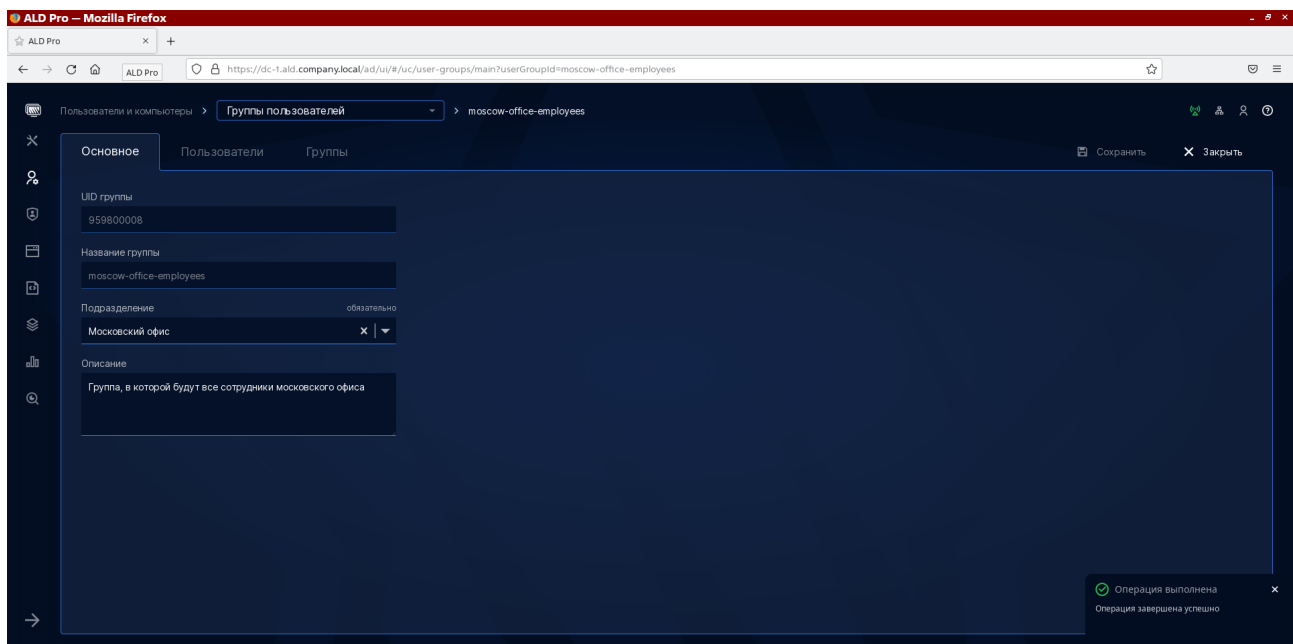 ALD Pro — Mozilla Firefox
ALD Pro
ALD Pro
https://dc-1.ald.company.local/ad/ui/#/uc/user-groups/main?userGroupId=moscow-office-employees
Пользователи и компьютеры > Группы пользователей > moscow-office-employees
Основное Пользователи Группы Сохранить Закрыть
UID группы
959800008
Название группы
moscow-office-employees
Подразделение обязательно
Московский офис
Описание
Группа, в которой будут все сотрудники московского офиса
Операция выполнена
Операция завершена успешно